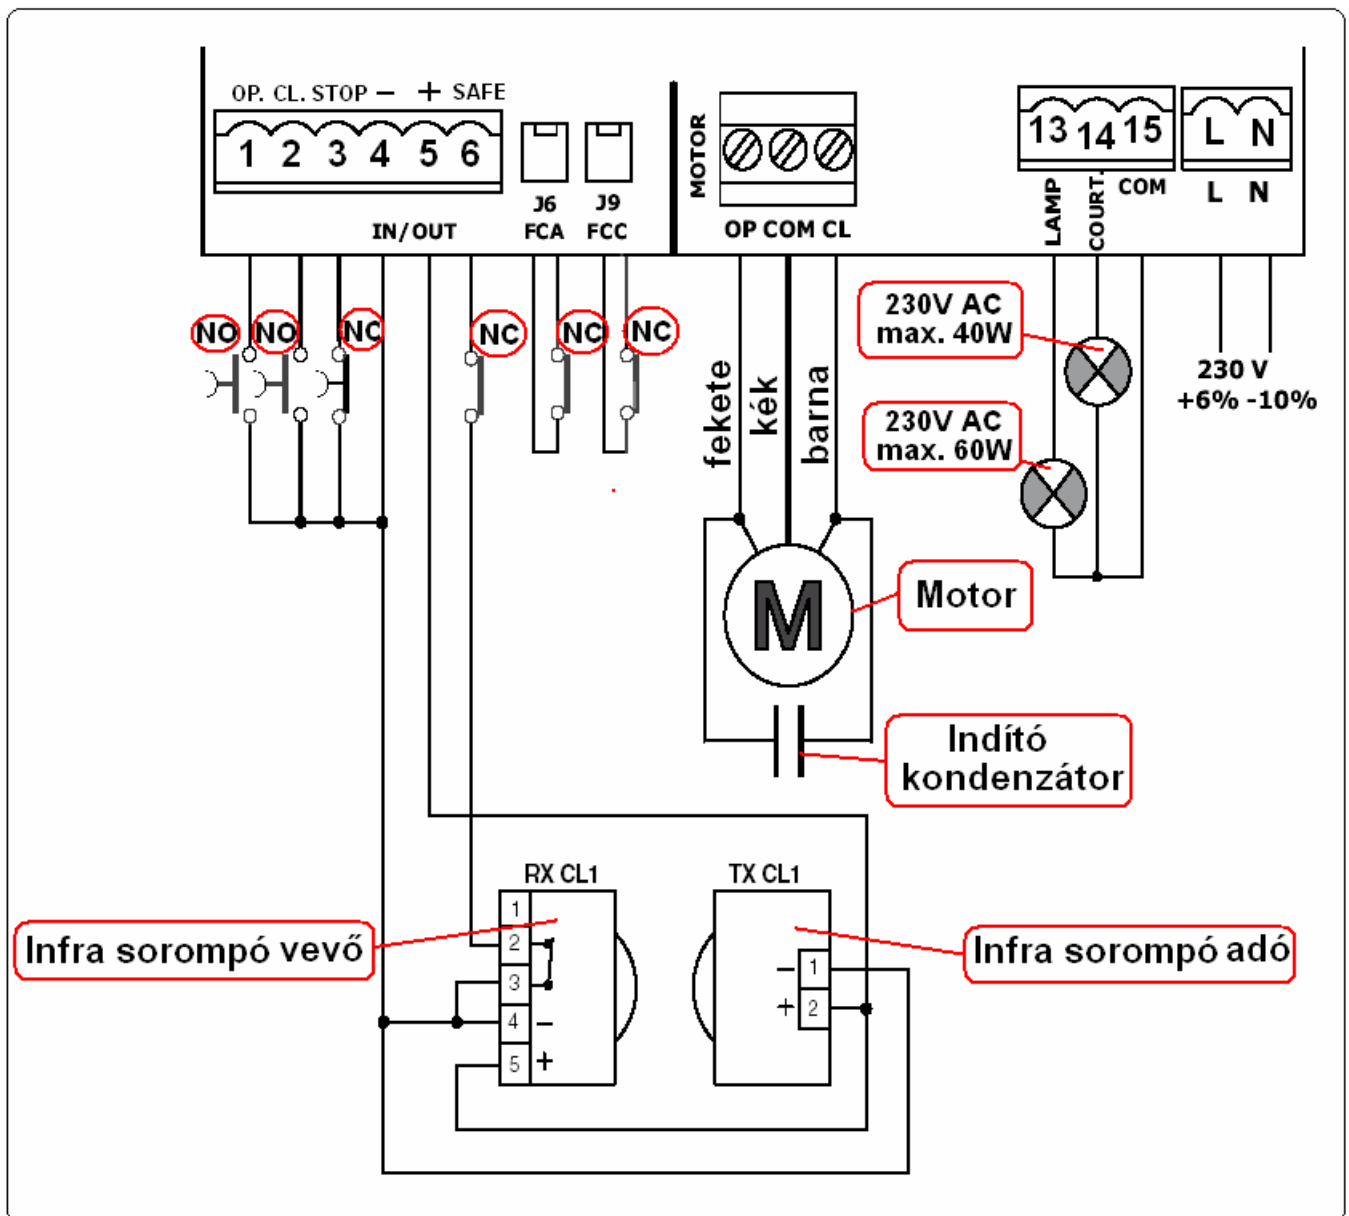 OP. CL. STOP − + SAFE
1 2 3 4 5 6
IN/OUT
J6
FCA
J9
FCC
MOTOR
OP COM CL
13 14 15
LAMP
COURT.
COM
L N
L N
NO NO NC NC NC NC
230V AC
max. 40W
230V AC
max. 60W
230 V
+6% -10%
fekete
kék
barna
M
Motor
Indító
kondenzátor
RX CL1
1
2
3
4 −
5 +
TX CL1
− 1
+ 2
Infra sorompó vevő
Infra sorompó adó